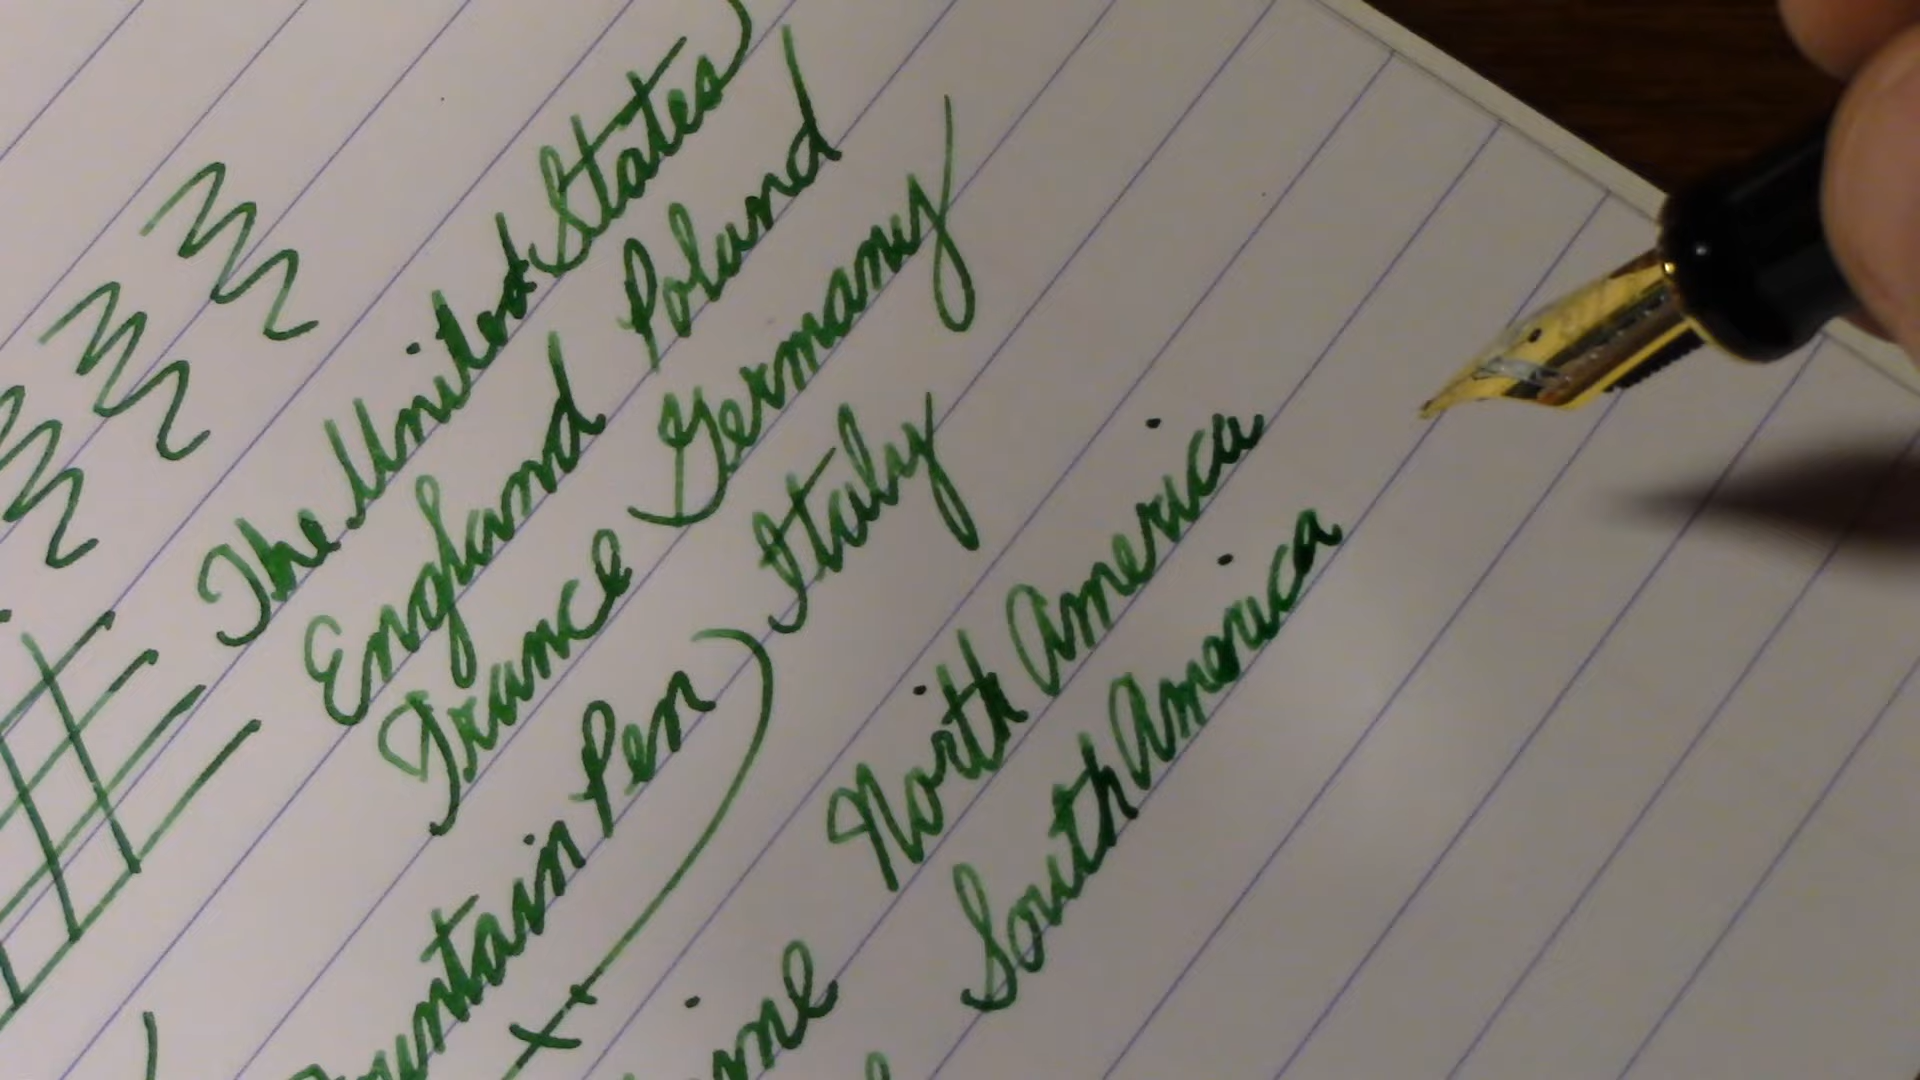 The United States
England Poland
France Germany
Fountain Pen Italy
North America
South America